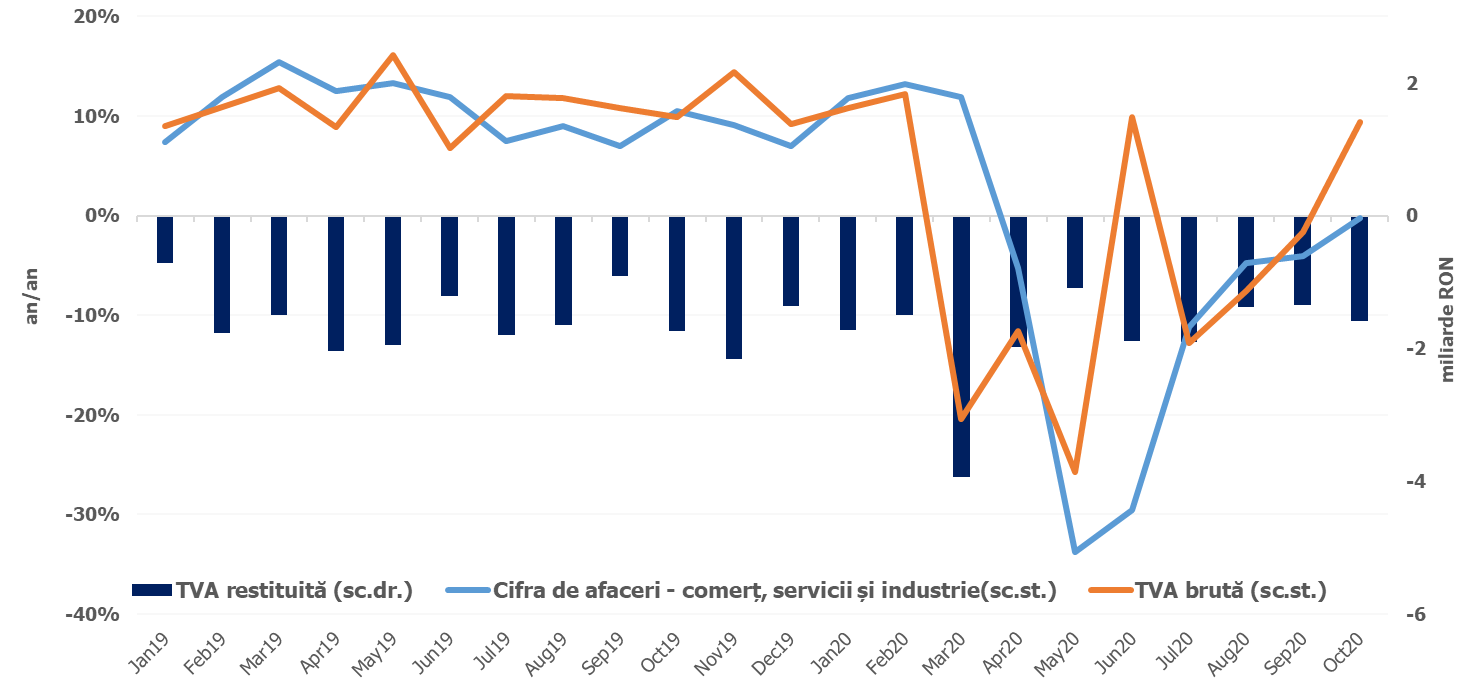 20%
10%
0%
-10%
-20%
-30%
-40%
an/an
2
0
-2
-4
-6
miliarde RON
TVA restituită (sc.dr.)
Cifra de afaceri - comerț, servicii și industrie(sc.st.)
TVA brută (sc.st.)
Jan19
Feb19
Mar19
Apr19
May19
Jun19
Jul19
Aug19
Sep19
Oct19
Nov19
Dec19
Jan20
Feb20
Mar20
Apr20
May20
Jun20
Jul20
Aug20
Sep20
Oct20